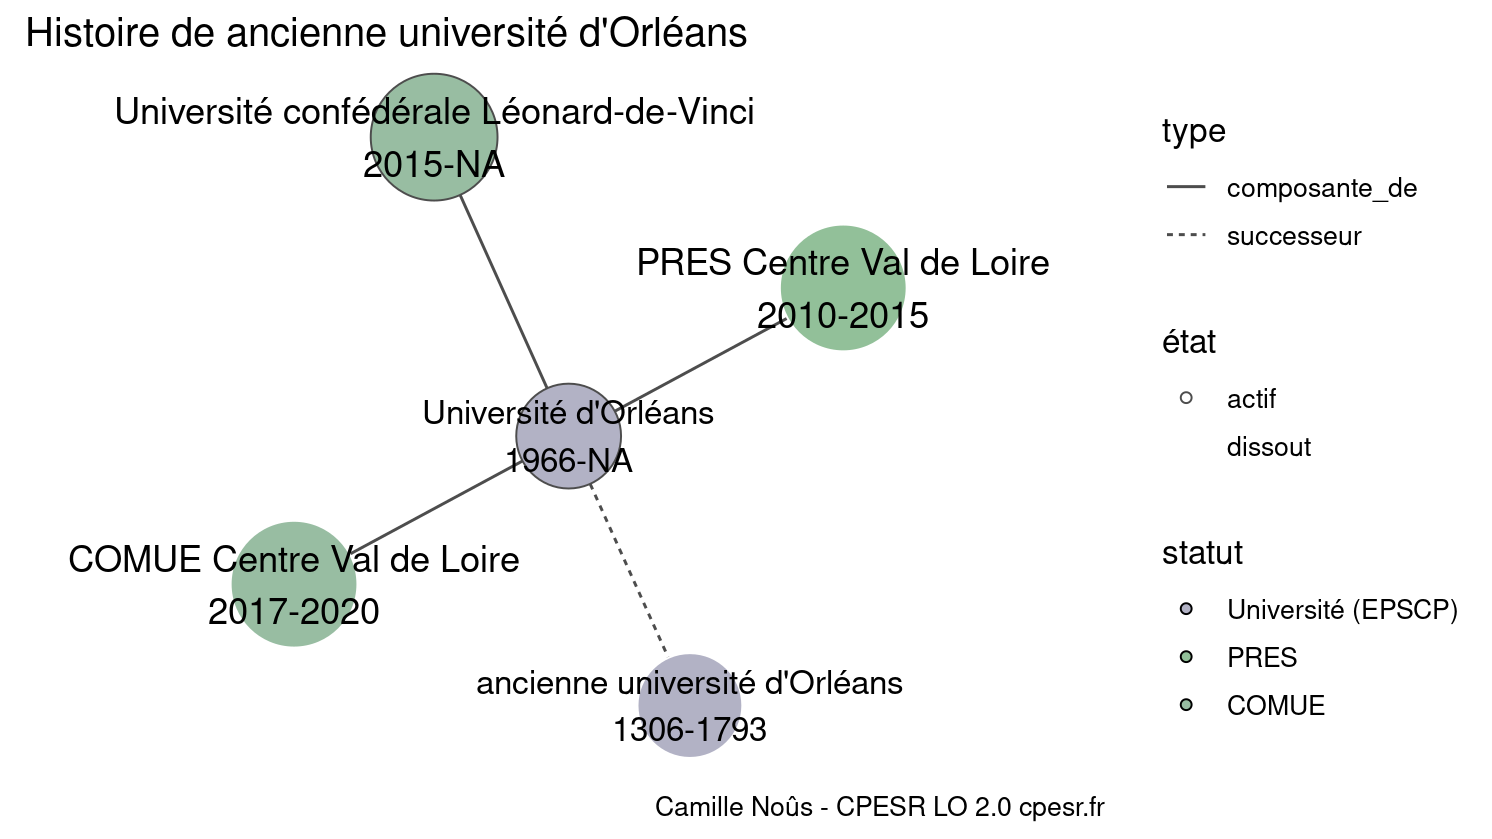 Histoire de ancienne université d'Orléans
Université confédérale Léonard-de-Vinci
2015-NA
PRES Centre Val de Loire
2010-2015
Université d'Orléans
1966-NA
COMUE Centre Val de Loire
2017-2020
ancienne université d'Orléans
1306-1793
type
composante_de
successeur
état
actif
dissout
statut
Université (EPSCP)
PRES
COMUE
Camille Noûs - CPESR LO 2.0 cpesr.fr